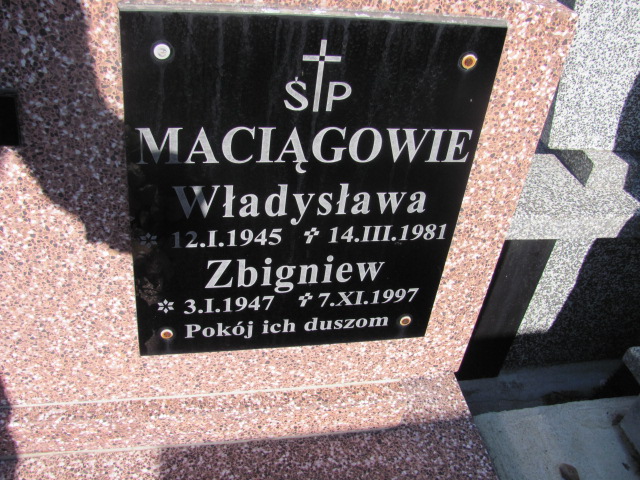 ŚP
MACIĄGOWIE
Władysława
* 12.I.1945 ✝ 14.III.1981
Zbigniew
* 3.I.1947 ✝ 7.XI.1997
Pokój ich duszom